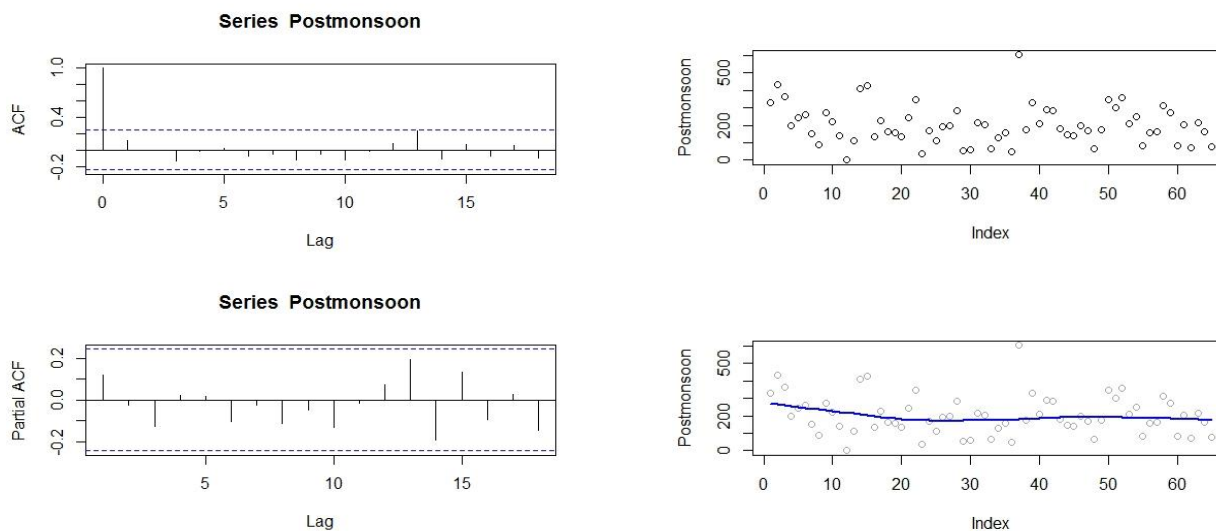 Series Postmonsoon
ACF
1.0
0.4
-0.2
0 5 10 15
Lag
Postmonsoon
500
200
0
0 10 20 30 40 50 60
Index
Series Postmonsoon
Partial ACF
0.2
0.0
-0.2
5 10 15
Lag
Postmonsoon
500
200
0
0 10 20 30 40 50 60
Index